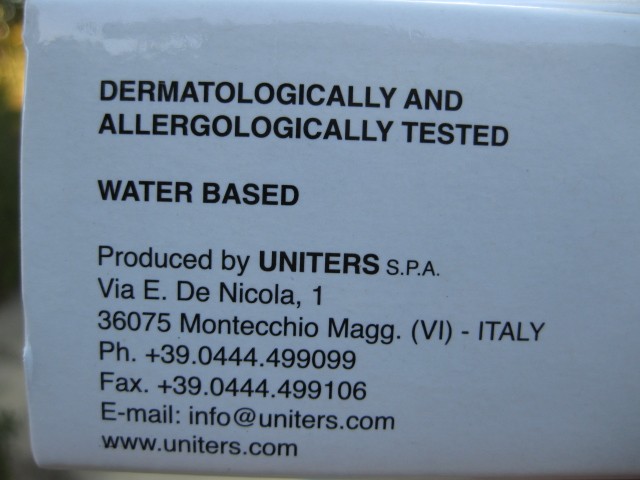 DERMATOLOGICALLY AND
ALLERGOLOGICALLY TESTED
WATER BASED
Produced by UNITERS S.P.A.
Via E. De Nicola, 1
36075 Montecchio Magg. (VI) - ITALY
Ph. +39.0444.499099
Fax. +39.0444.499106
E-mail: info@uniters.com
www.uniters.com